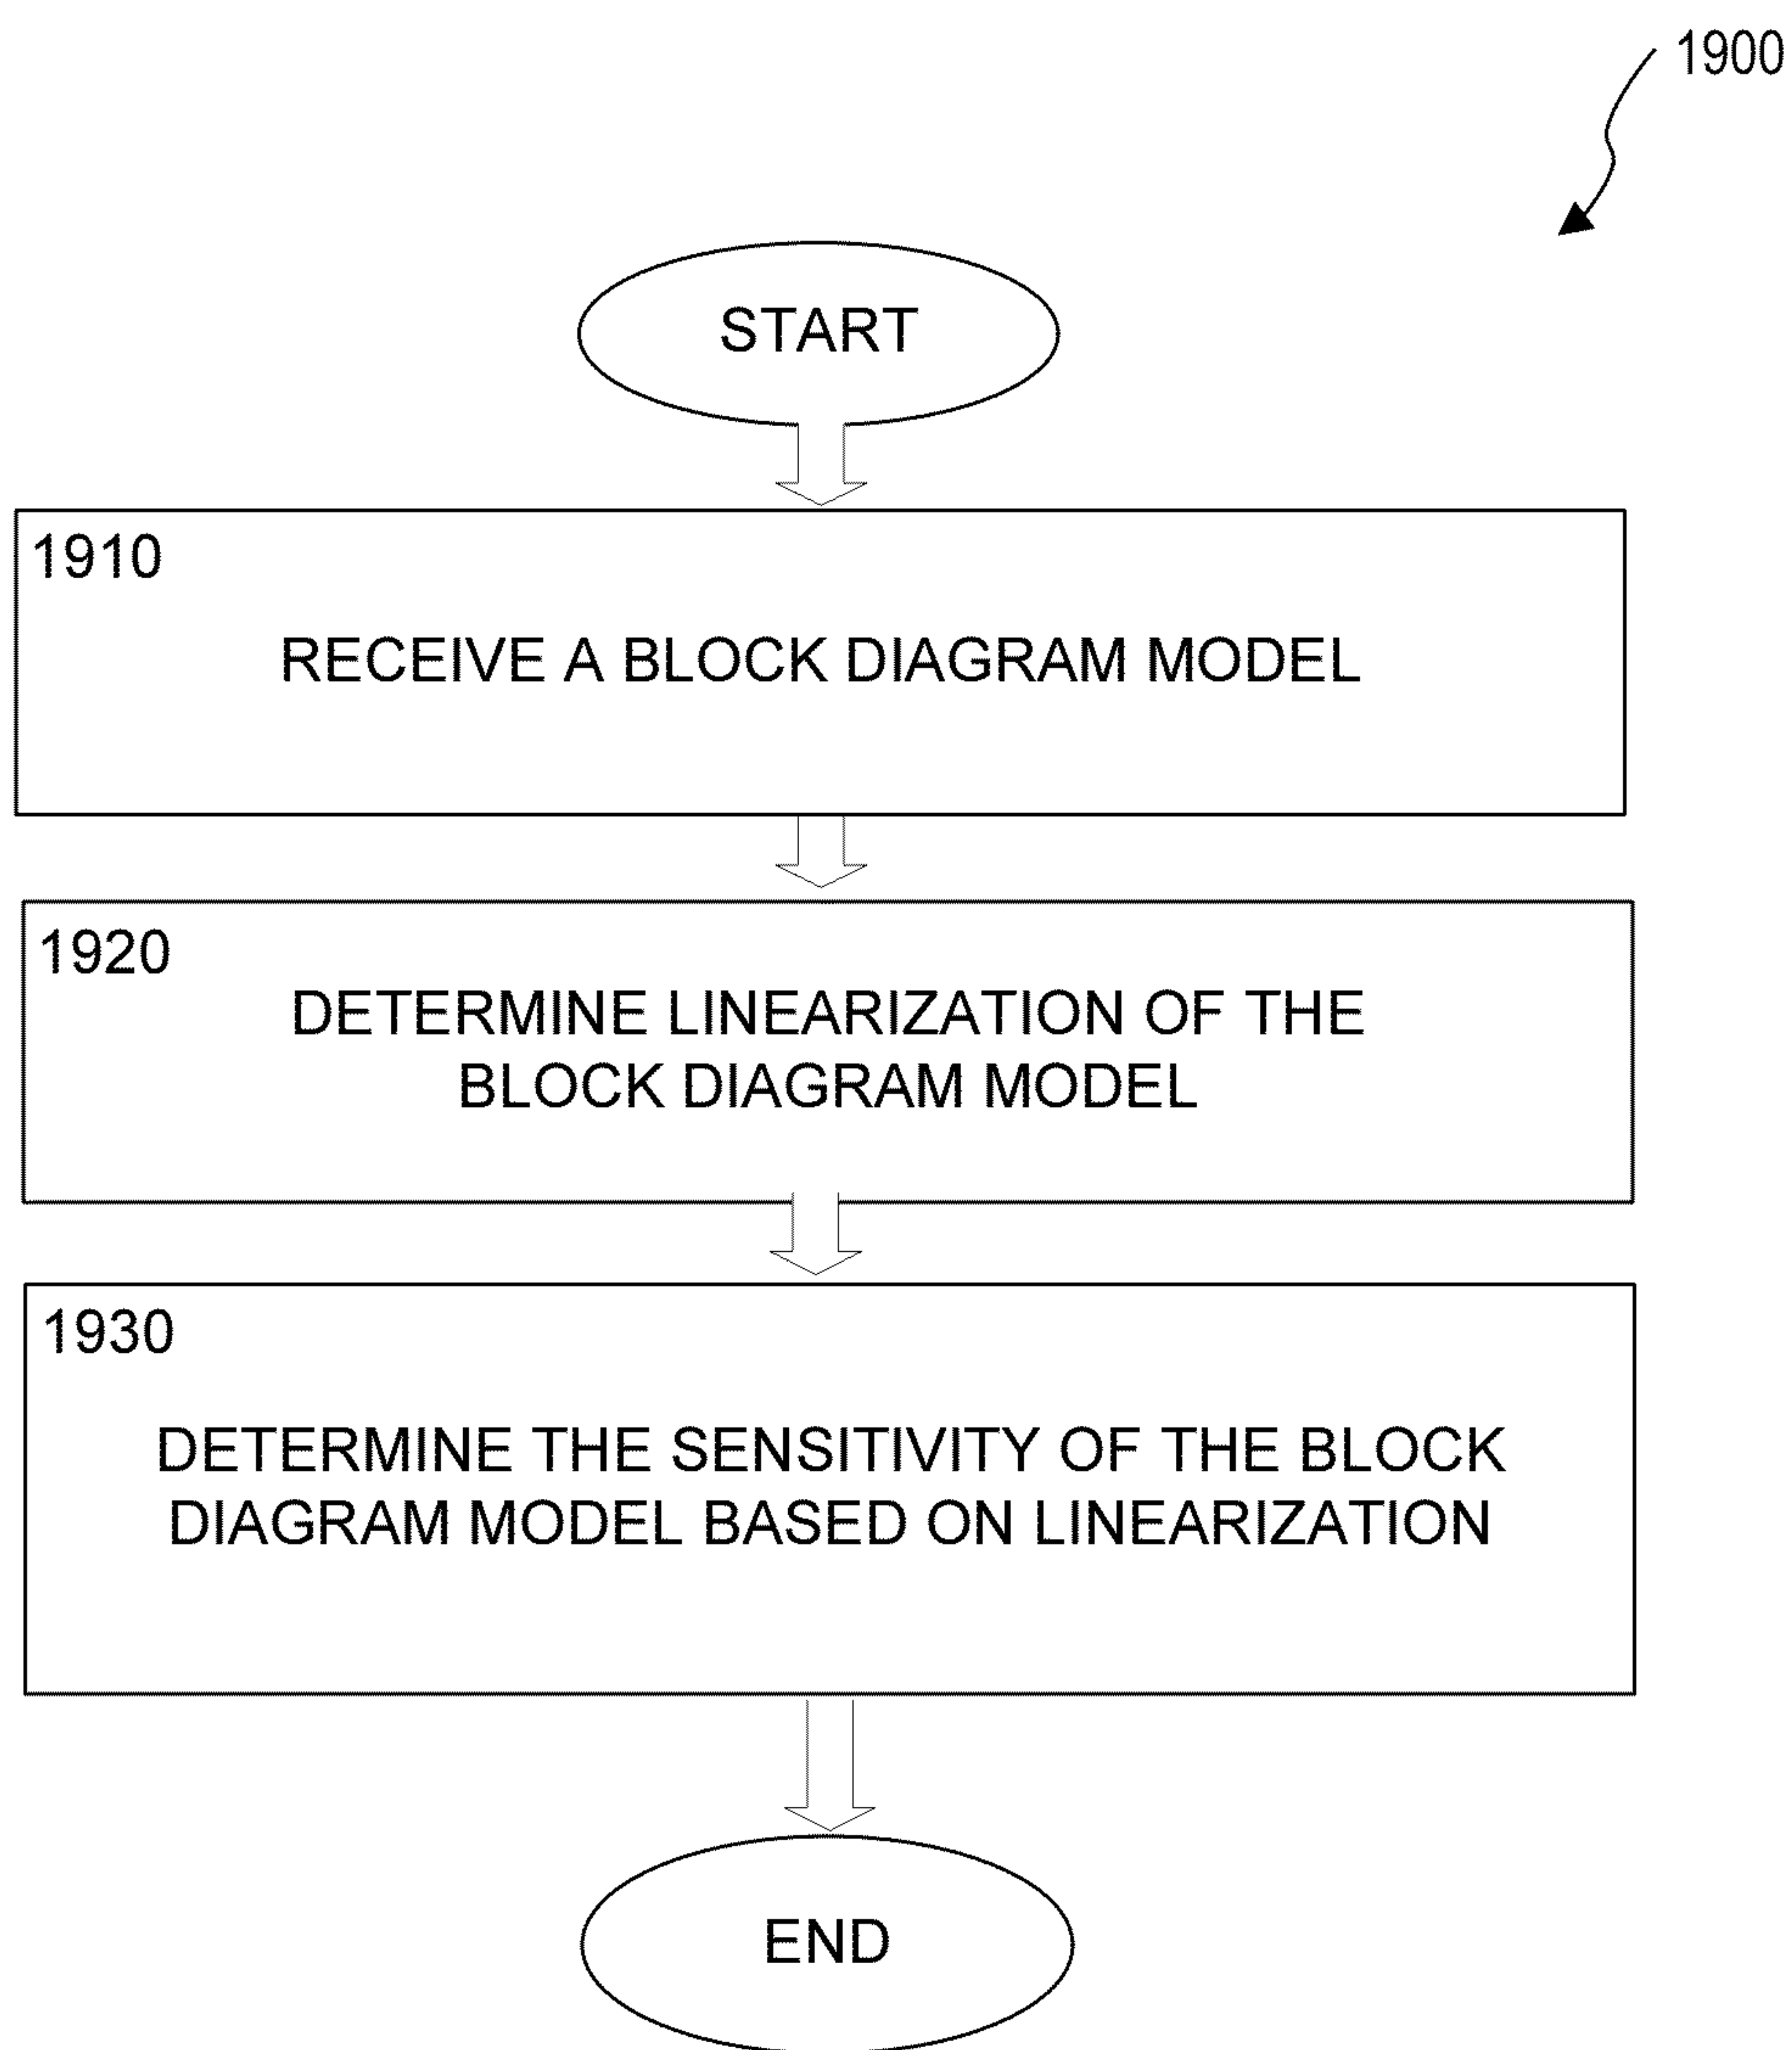 1900
START
1910
RECEIVE A BLOCK DIAGRAM MODEL
1920
DETERMINE LINEARIZATION OF THE
BLOCK DIAGRAM MODEL
1930
DETERMINE THE SENSITIVITY OF THE BLOCK
DIAGRAM MODEL BASED ON LINEARIZATION
END